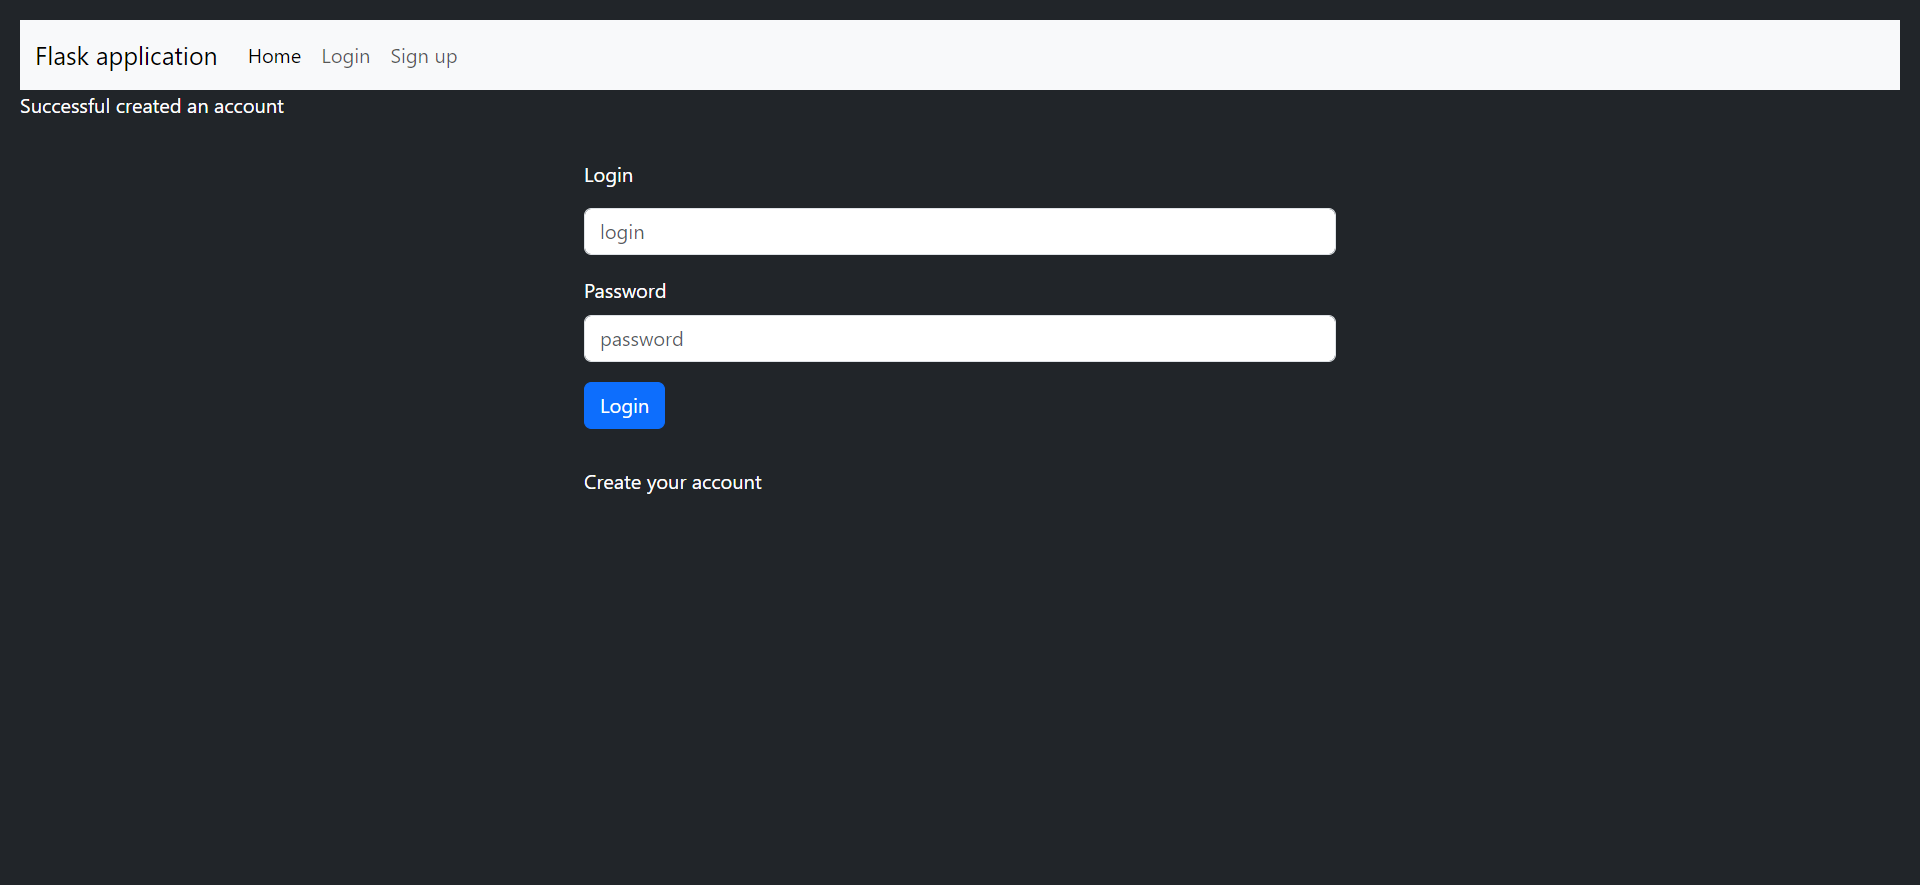 Flask application Home Login Sign up
Successful created an account
Login
login
Password
password
Login
Create your account